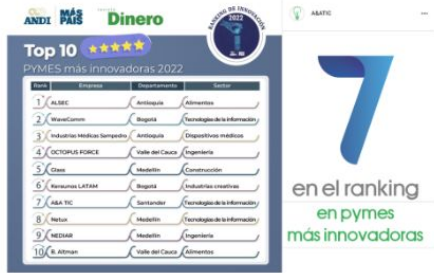 ANDI
MÁS
PAÍS
Dinero
RANKING DE INNOVACIÓN
2022
Top 10
PYMES más innovadoras 2022
Rank Empresa Departamento Sector
1 ALSEC Antioquia Alimentos
2 WaveComm Bogotá Tecnologías de la información
3 Industrias Médicas Sampedro Antioquia Dispositivos médicos
4 OCTOPUS FORCE Valle del Cauca Ingeniería
5 Glass Medellín Construcción
6 Bogotá Industrias creativas
7 A&A TIC Santander Tecnologías de la información
8 Netux Medellín Tecnologías de la información
9 NEDIAR Medellín Ingeniería
10 B. Altman Valle del Cauca Alimentos
A&ATIC
7
en el ranking
en pymes
más innovadoras